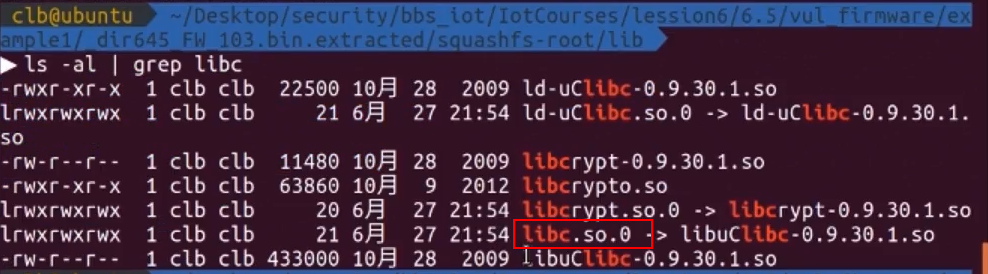 clb@ubuntu ~/Desktop/security/bbs_iot/IotCourses/lession6/6.5/vul_firmware/ex
ample1/_dir645_FW_103.bin.extracted/squashfs-root/lib
ls -al | grep libc
-rwxr-xr-x 1 clb clb 22500 10月 28 2009 ld-uClibc-0.9.30.1.so
lrwxrwxrwx 1 clb clb 21 6月 27 21:54 ld-uClibc.so.0 -> ld-uClibc-0.9.30.1.
so
-rw-r--r-- 1 clb clb 11480 10月 28 2009 libcrypt-0.9.30.1.so
-rwxr-xr-x 1 clb clb 63860 10月 9 2012 libcrypto.so
lrwxrwxrwx 1 clb clb 20 6月 27 21:54 libcrypt.so.0 -> libcrypt-0.9.30.1.so
lrwxrwxrwx 1 clb clb 21 6月 27 21:54 libc.so.0 -> libuClibc-0.9.30.1.so
-rw-r--r-- 1 clb clb 433000 10月 28 2009 libuClibc-0.9.30.1.so